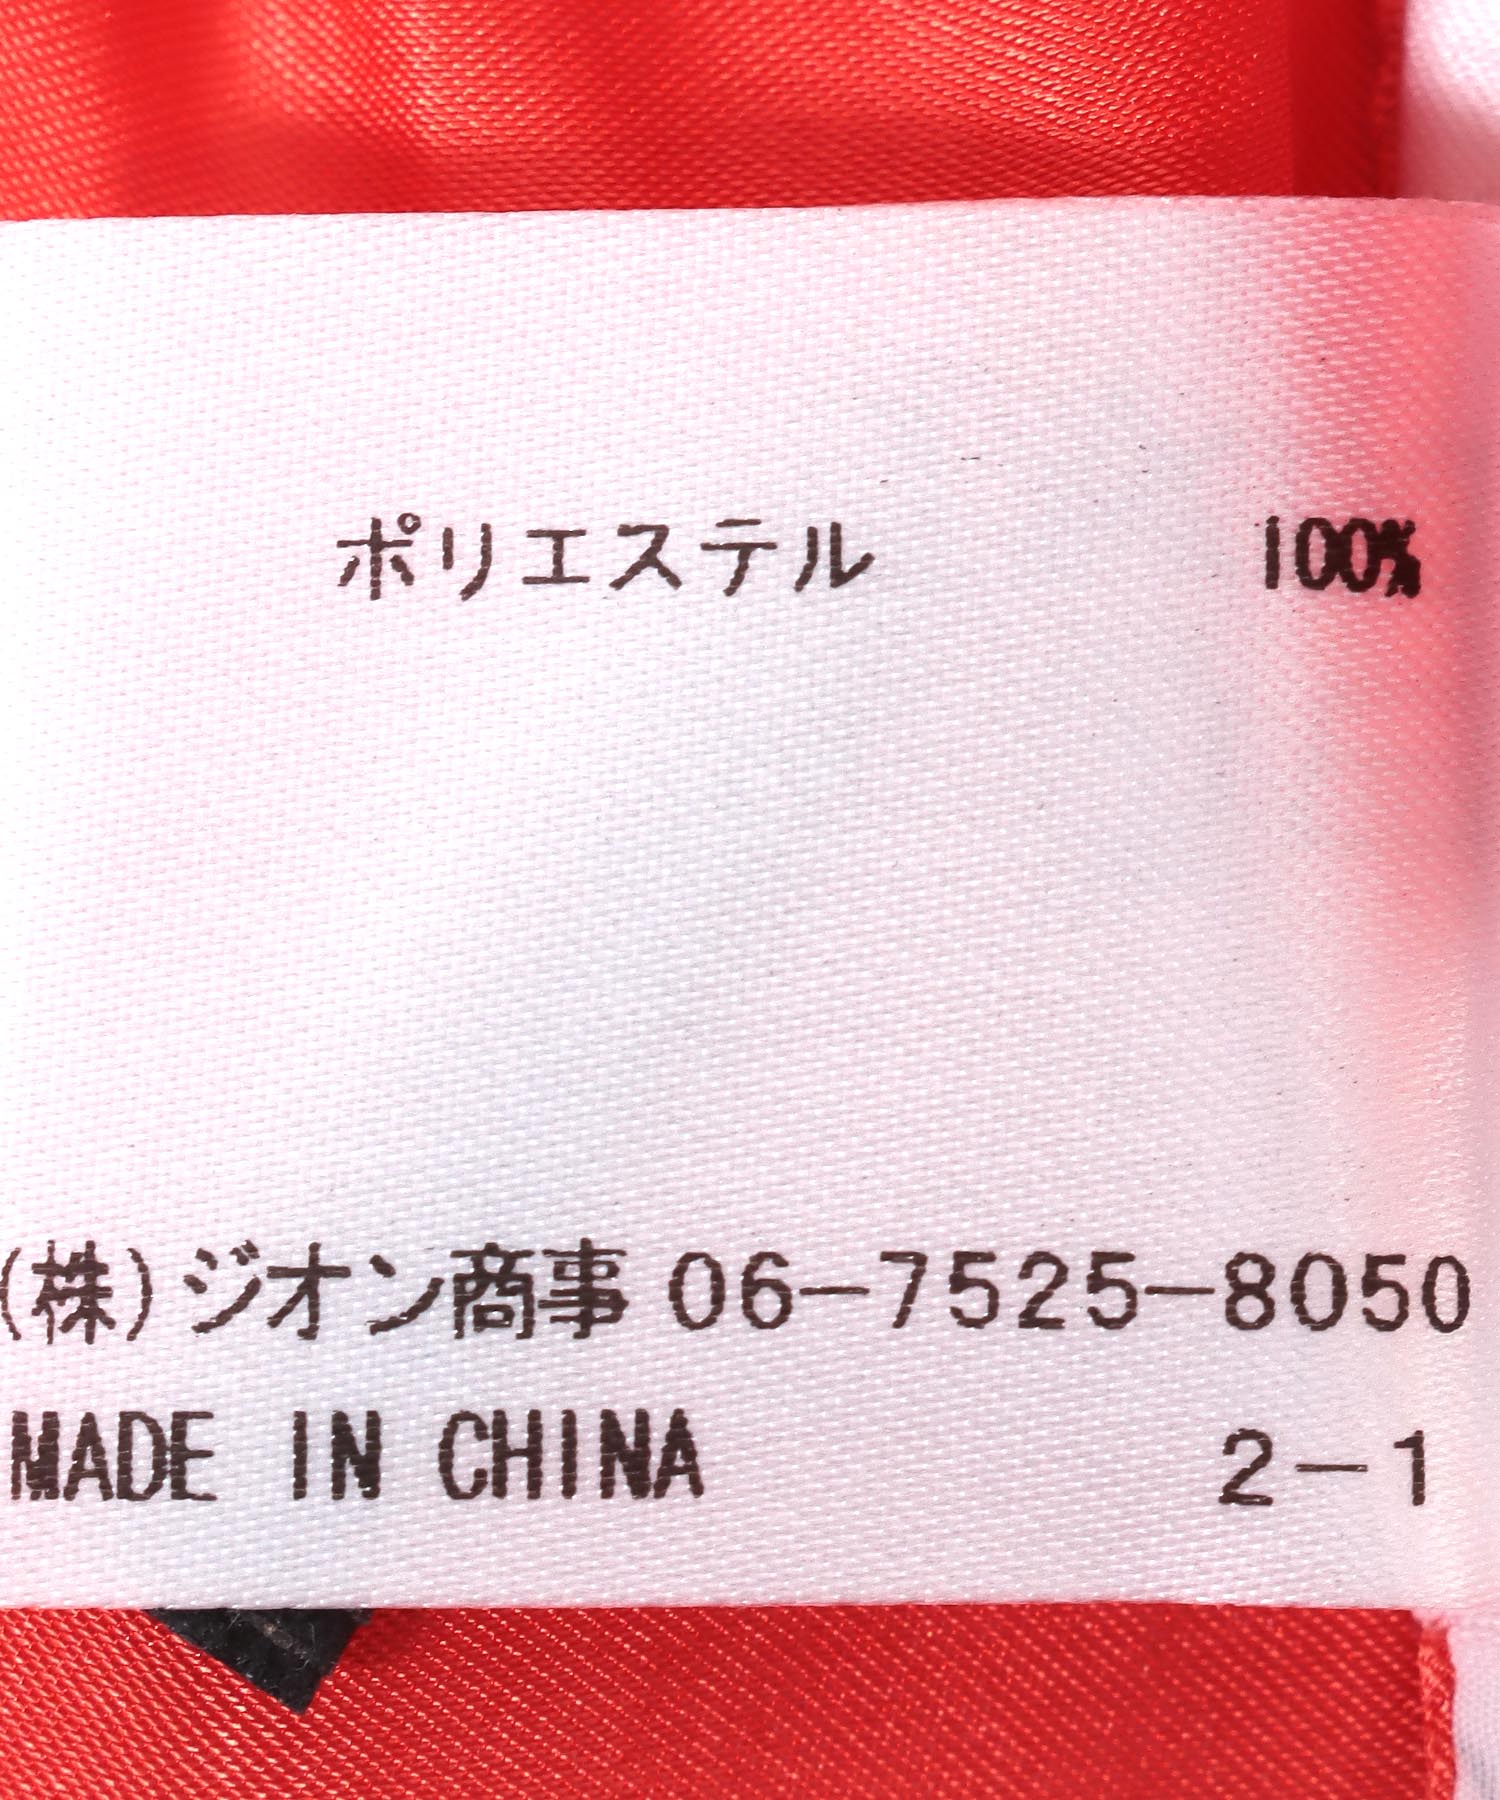 ポリエステル 100%
(株)ジオン商事 06-7525-8050
MADE IN CHINA 2-1